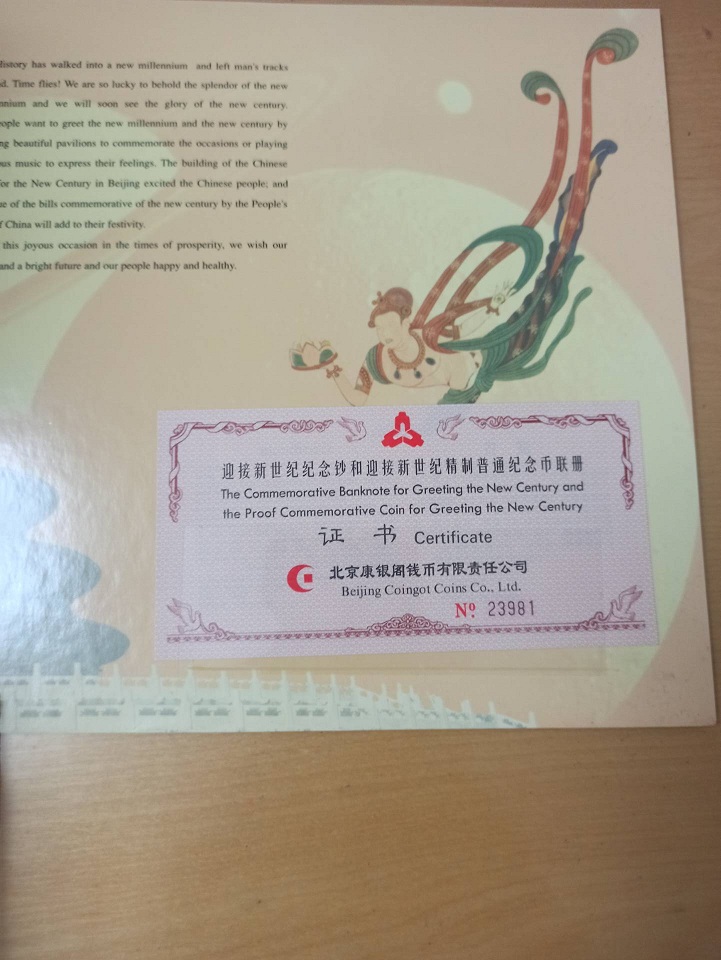 History has walked into a new millennium and left man's tracks
Time flies! We are so lucky to behold the splendor of the new
and we will soon see the glory of the new century.
want to greet the new millennium and the new century by
beautiful pavilions to commemorate the occasions or playing
music to express their feelings. The building of the Chinese
for the New Century in Beijing excited the Chinese people; and
of the bills commemorative of the new century by the People's
of China will add to their festivity.
this joyous occasion in the times of prosperity, we wish our
and a bright future and our people happy and healthy.
迎接新世纪纪念钞和迎接新世纪精制普通纪念币联册
The Commemorative Banknote for Greeting the New Century and
the Proof Commemorative Coin for Greeting the New Century
证 书 Certificate
北京康银阁钱币有限责任公司
Beijing Coingot Coins Co., Ltd.
Nº 23981